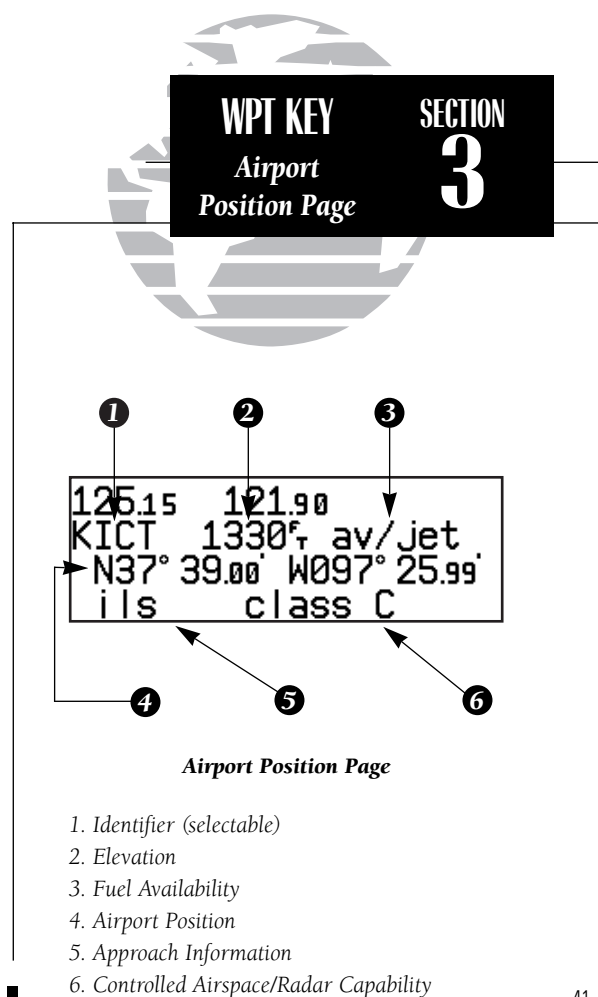 WPT KEY
Airport
Position Page
SECTION
3
1 2 3
125.15 121.90
KICT 1330FT av/jet
N37° 39.00' W097° 25.99'
ils class C
4 5 6
Airport Position Page
1. Identifier (selectable)
2. Elevation
3. Fuel Availability
4. Airport Position
5. Approach Information
6. Controlled Airspace/Radar Capability
41